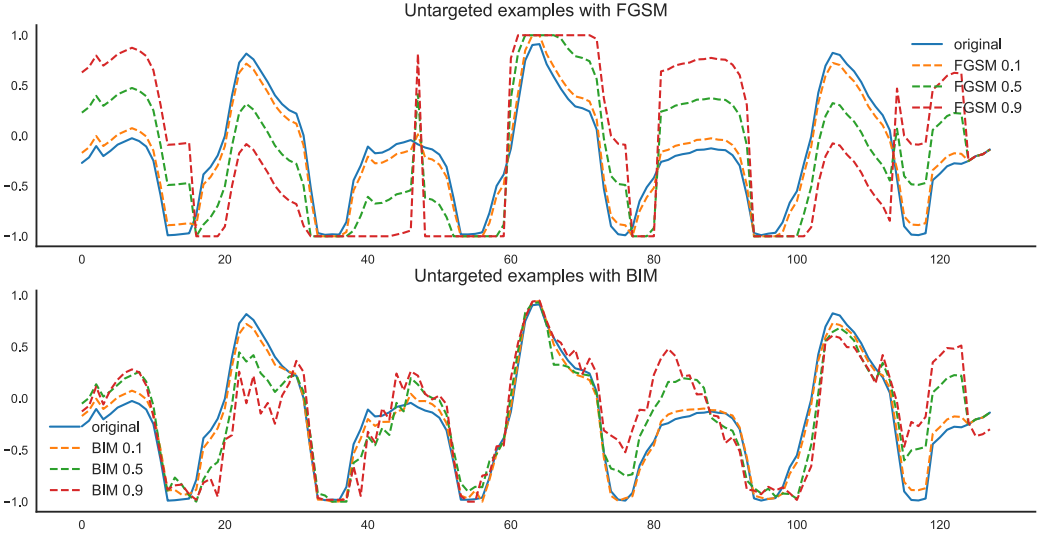 Untargeted examples with FGSM
1.0
0.5
0.0
−0.5
−1.0
original
FGSM 0.1
FGSM 0.5
FGSM 0.9
0 20 40 60 80 100 120
Untargeted examples with BIM
1.0
0.5
0.0
−0.5
−1.0
original
BIM 0.1
BIM 0.5
BIM 0.9
0 20 40 60 80 100 120